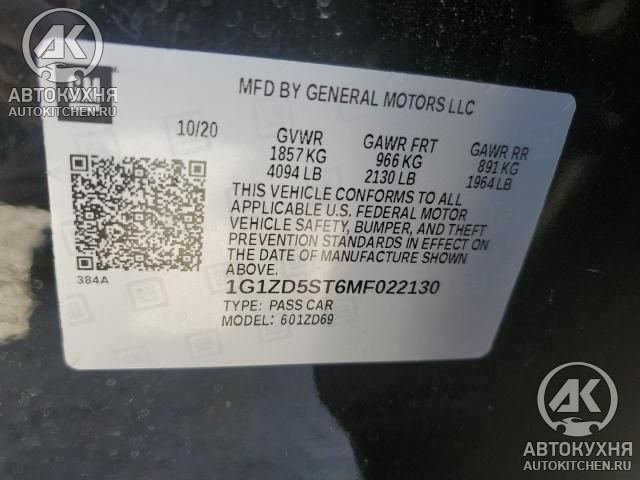 AK
АВТОКУХНЯ
AUTOKITCHEN.RU
GM
MFD BY GENERAL MOTORS LLC
10/20 GVWR GAWR FRT GAWR RR
1857 KG 966 KG 891 KG
4094 LB 2130 LB 1964 LB
THIS VEHICLE CONFORMS TO ALL
APPLICABLE U.S. FEDERAL MOTOR
VEHICLE SAFETY, BUMPER, AND THEFT
PREVENTION STANDARDS IN EFFECT ON
THE DATE OF MANUFACTURE SHOWN
ABOVE.
384A
1G1ZD5ST6MF022130
TYPE: PASS CAR
MODEL: 601ZD69
AK
АВТОКУХНЯ
AUTOKITCHEN.RU